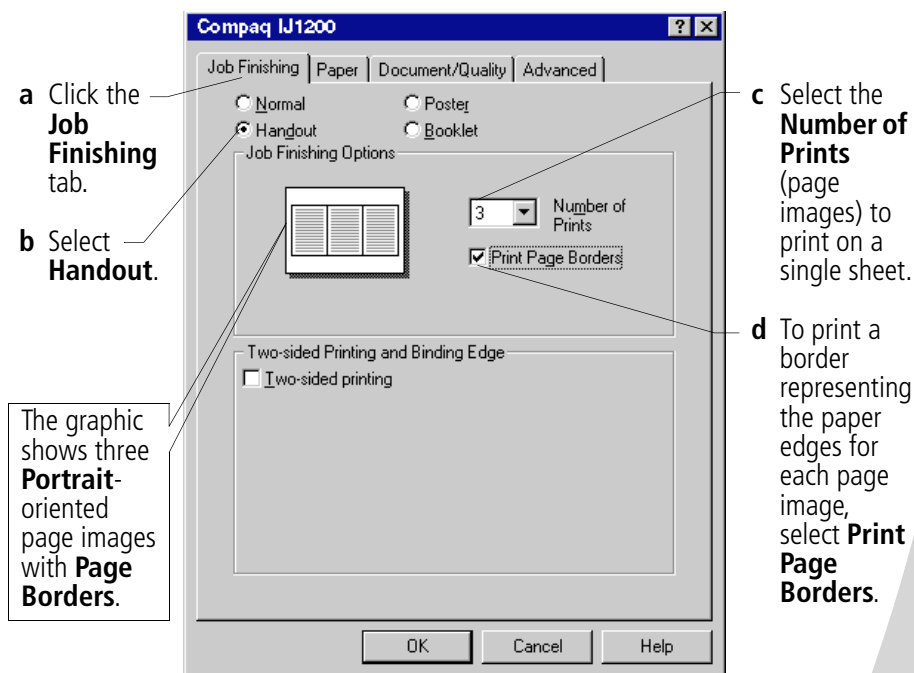 Compaq IJ1200
Job Finishing Paper Document/Quality Advanced
Normal Poster
Handout Booklet
Job Finishing Options
3 Number of
Prints
Print Page Borders
Two-sided Printing and Binding Edge
Two-sided printing
OK Cancel Help
a Click the
Job
Finishing
tab.
b Select
Handout.
The graphic
shows three
Portrait-
oriented
page images
with Page
Borders.
c Select the
Number of
Prints
(page
images) to
print on a
single sheet.
d To print a
border
representing
the paper
edges for
each page
image,
select Print
Page
Borders.